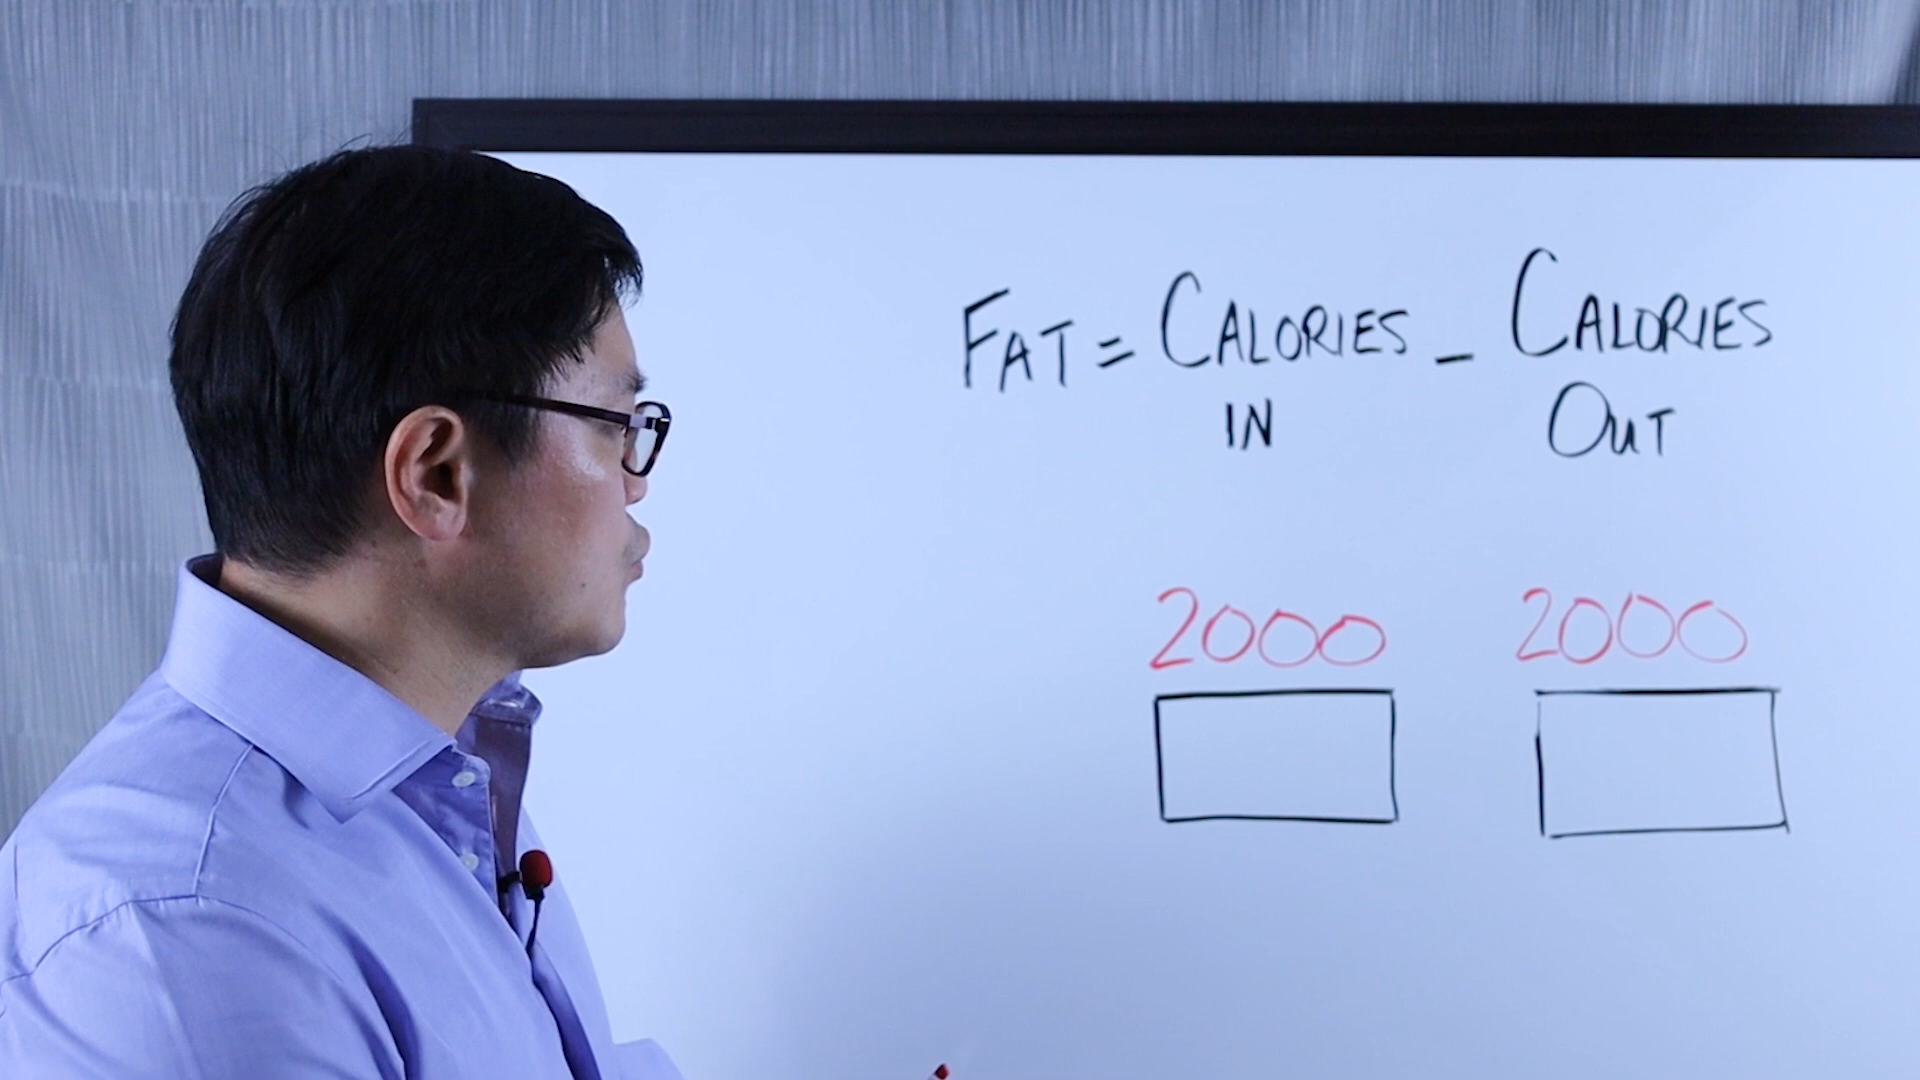 FAT = CALORIES - CALORIES
IN OUT
2000 2000